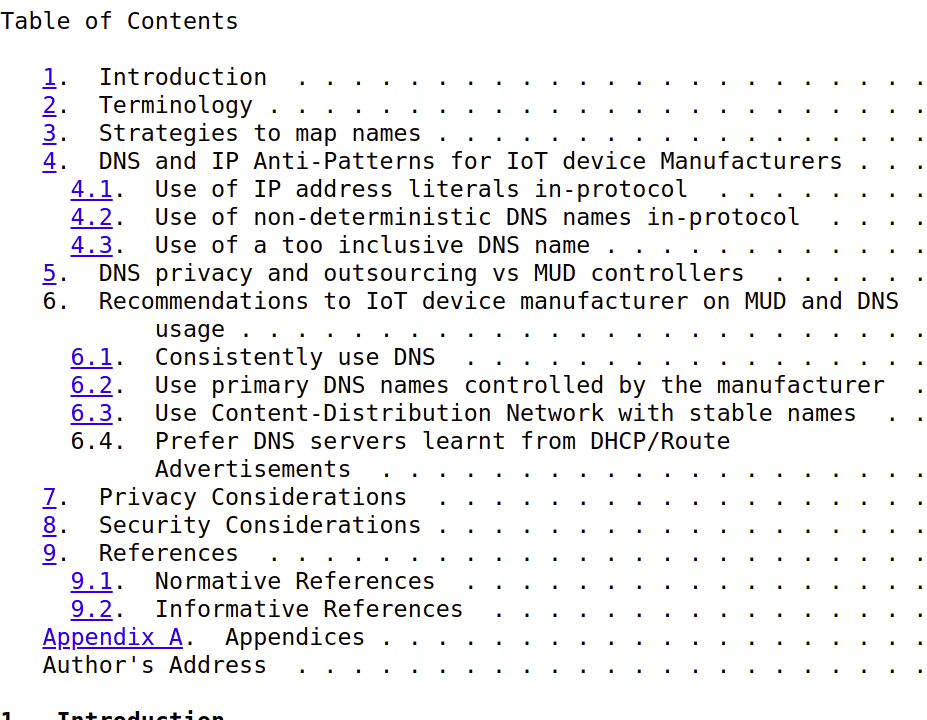 Table of Contents
1.  Introduction  . . . . . . . . . . . . . . . . . . . . . . .
2.  Terminology . . . . . . . . . . . . . . . . . . . . . . . .
3.  Strategies to map names . . . . . . . . . . . . . . . . . .
4.  DNS and IP Anti-Patterns for IoT device Manufacturers . . .
4.1.  Use of IP address literals in-protocol  . . . . . . . .
4.2.  Use of non-deterministic DNS names in-protocol  . . . .
4.3.  Use of a too inclusive DNS name . . . . . . . . . . . .
5.  DNS privacy and outsourcing vs MUD controllers  . . . . . .
6.  Recommendations to IoT device manufacturer on MUD and DNS
usage . . . . . . . . . . . . . . . . . . . . . . . . .
6.1.  Consistently use DNS  . . . . . . . . . . . . . . . . .
6.2.  Use primary DNS names controlled by the manufacturer  .
6.3.  Use Content-Distribution Network with stable names  . .
6.4.  Prefer DNS servers learnt from DHCP/Route
Advertisements  . . . . . . . . . . . . . . . . . . . .
7.  Privacy Considerations  . . . . . . . . . . . . . . . . . .
8.  Security Considerations . . . . . . . . . . . . . . . . . .
9.  References  . . . . . . . . . . . . . . . . . . . . . . . .
9.1.  Normative References  . . . . . . . . . . . . . . . . .
9.2.  Informative References  . . . . . . . . . . . . . . . .
Appendix A.  Appendices . . . . . . . . . . . . . . . . . . . .
Author's Address  . . . . . . . . . . . . . . . . . . . . . . .
1.  Introduction